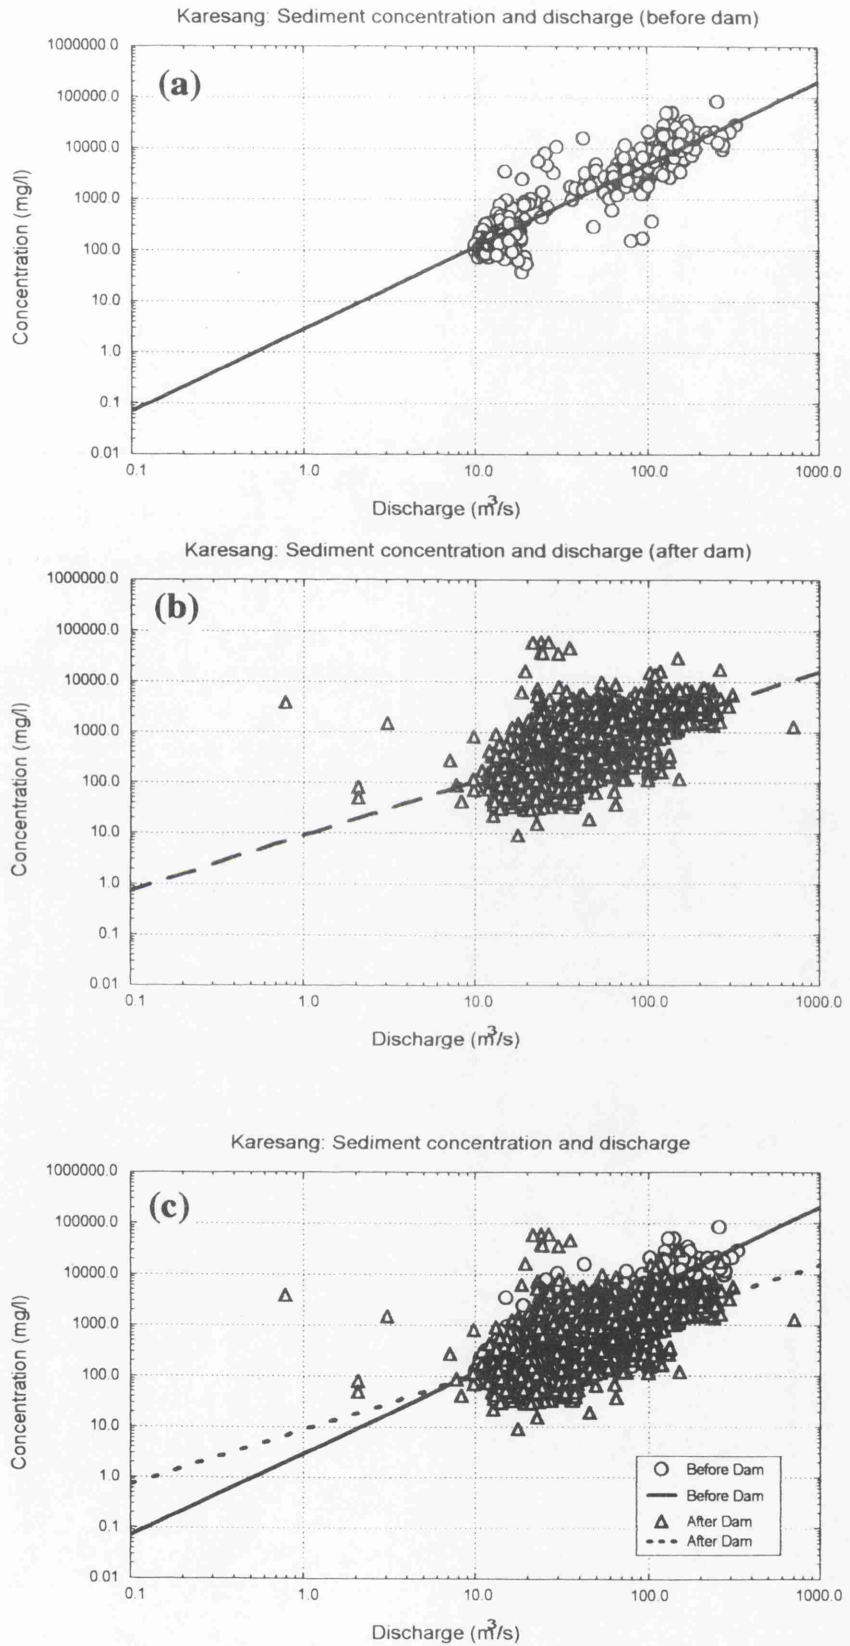 Karesang: Sediment concentration and discharge (before dam)
(a)
Concentration (mg/l)
1000000.0
100000.0
10000.0
1000.0
100.0
10.0
1.0
0.1
0.01
0.1 1.0 10.0 100.0 1000.0
Discharge (m³/s)
Karesang: Sediment concentration and discharge (after dam)
(b)
Concentration (mg/l)
1000000.0
100000.0
10000.0
1000.0
100.0
10.0
1.0
0.1
0.01
0.1 1.0 10.0 100.0 1000.0
Discharge (m³/s)
Karesang: Sediment concentration and discharge
(c)
Concentration (mg/l)
1000000.0
100000.0
10000.0
1000.0
100.0
10.0
1.0
0.1
0.01
Before Dam
Before Dam
After Dam
After Dam
0.1 1.0 10.0 100.0 1000.0
Discharge (m³/s)